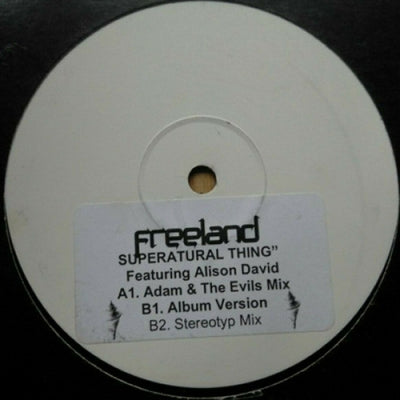 Freeland
SUPERATURAL THING"
Featuring Alison David
A1. Adam & The Evils Mix
B1. Album Version
B2. Stereotyp Mix